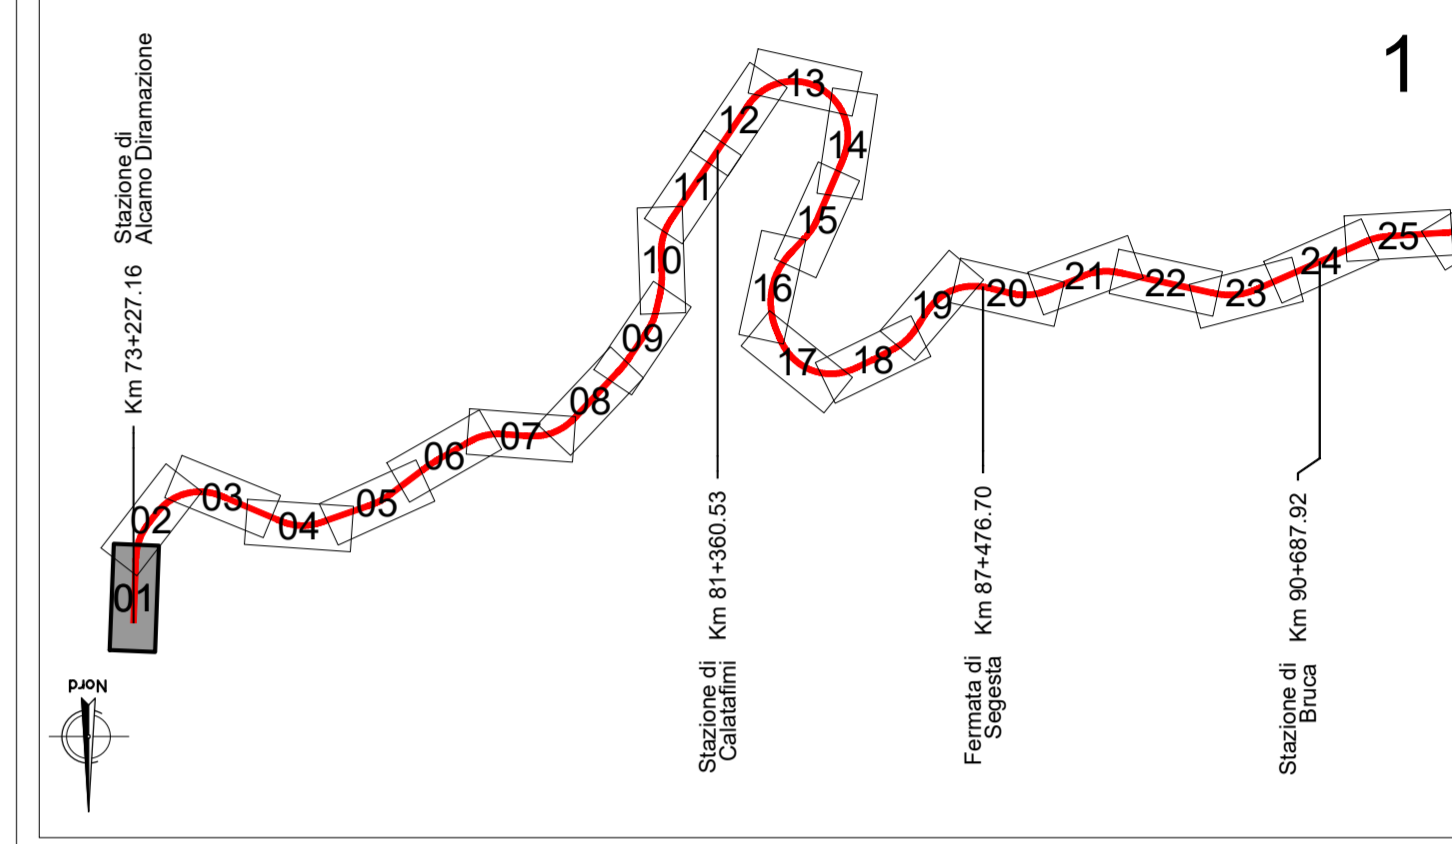 1
Stazione di
Alcamo Diramazione
Km 73+227.16
01
02
03
04
05
06
07
08
09
10
11
12
13
14
15
16
17
18
19
20
21
22
23
24
25
Stazione di
Calatafimi
Km 81+360.53
Fermata di
Segesta
Km 87+476.70
Stazione di
Bruca
Km 90+687.92
Nord